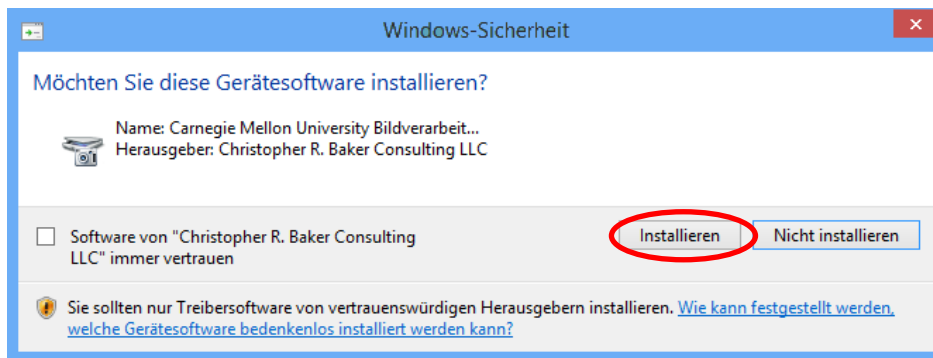 Windows-Sicherheit
Möchten Sie diese Gerätesoftware installieren?
Name: Carnegie Mellon University Bildverarbeit...
Herausgeber: Christopher R. Baker Consulting LLC
Software von "Christopher R. Baker Consulting
LLC" immer vertrauen
Installieren
Nicht installieren
Sie sollten nur Treibersoftware von vertrauenswürdigen Herausgebern installieren. Wie kann festgestellt werden,
welche Gerätesoftware bedenkenlos installiert werden kann?